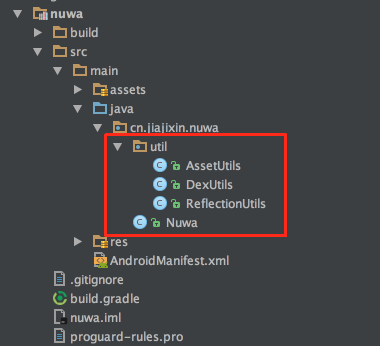 nuwa
build
src
main
assets
java
cn.jiajixin.nuwa
util
AssetUtils
DexUtils
ReflectionUtils
Nuwa
res
AndroidManifest.xml
.gitignore
build.gradle
nuwa.iml
proguard-rules.pro